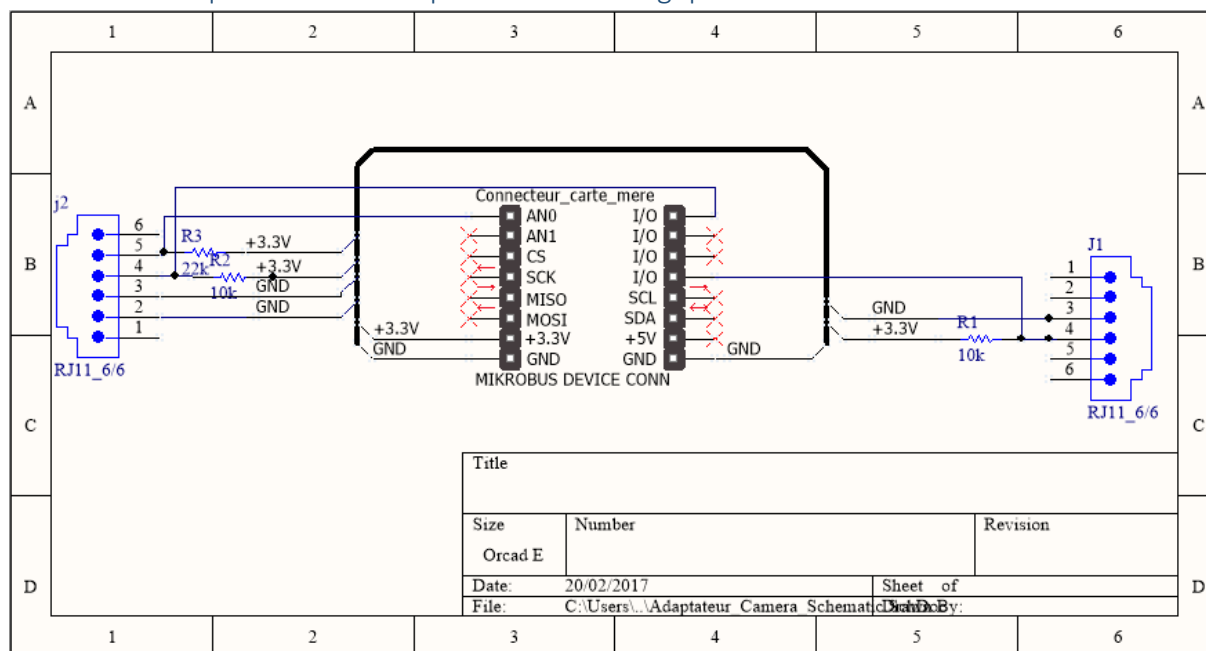 1 2 3 4 5 6
A A
Connecteur_carte_mere
j2
6 AN0 I/O
R3 5 +3.3V AN1 I/O J1
22k R2 4 +3.3V CS I/O 1
B B
10k 3 GND SCK I/O 2
2 GND MISO SCL GND 3
1 MOSI SDA +3.3V R1 4
+3.3V +3.3V +5V 10k 5
RJ11_6/6 GND GND GND GND 6
MIKROBUS DEVICE CONN
RJ11_6/6
C C
Title
Size Number Revision
Orcad E
D D
Date: 20/02/2017 Sheet of
File: C:\Users\..\Adaptateur_Camera_Schematic By:
1 2 3 4 5 6